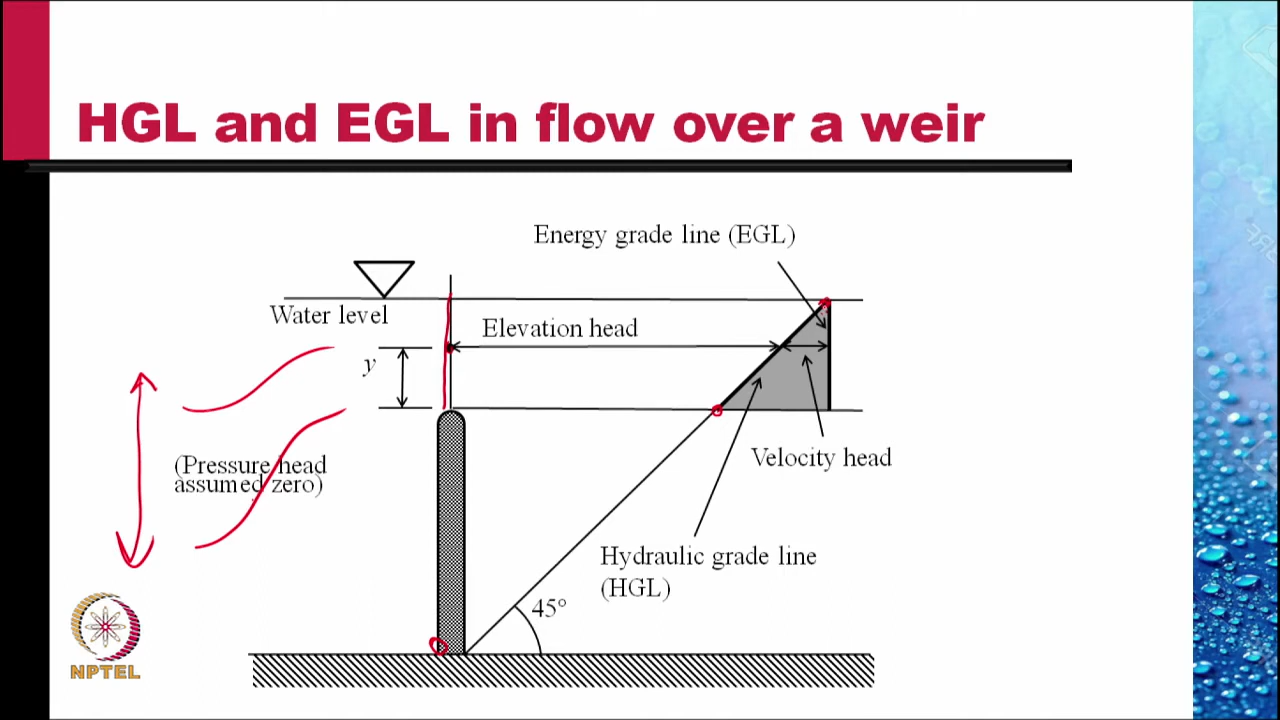 HGL and EGL in flow over a weir
Energy grade line (EGL)
Water level
Elevation head
y
(Pressure head
assumed zero)
Velocity head
Hydraulic grade line
(HGL)
45°
NPTEL